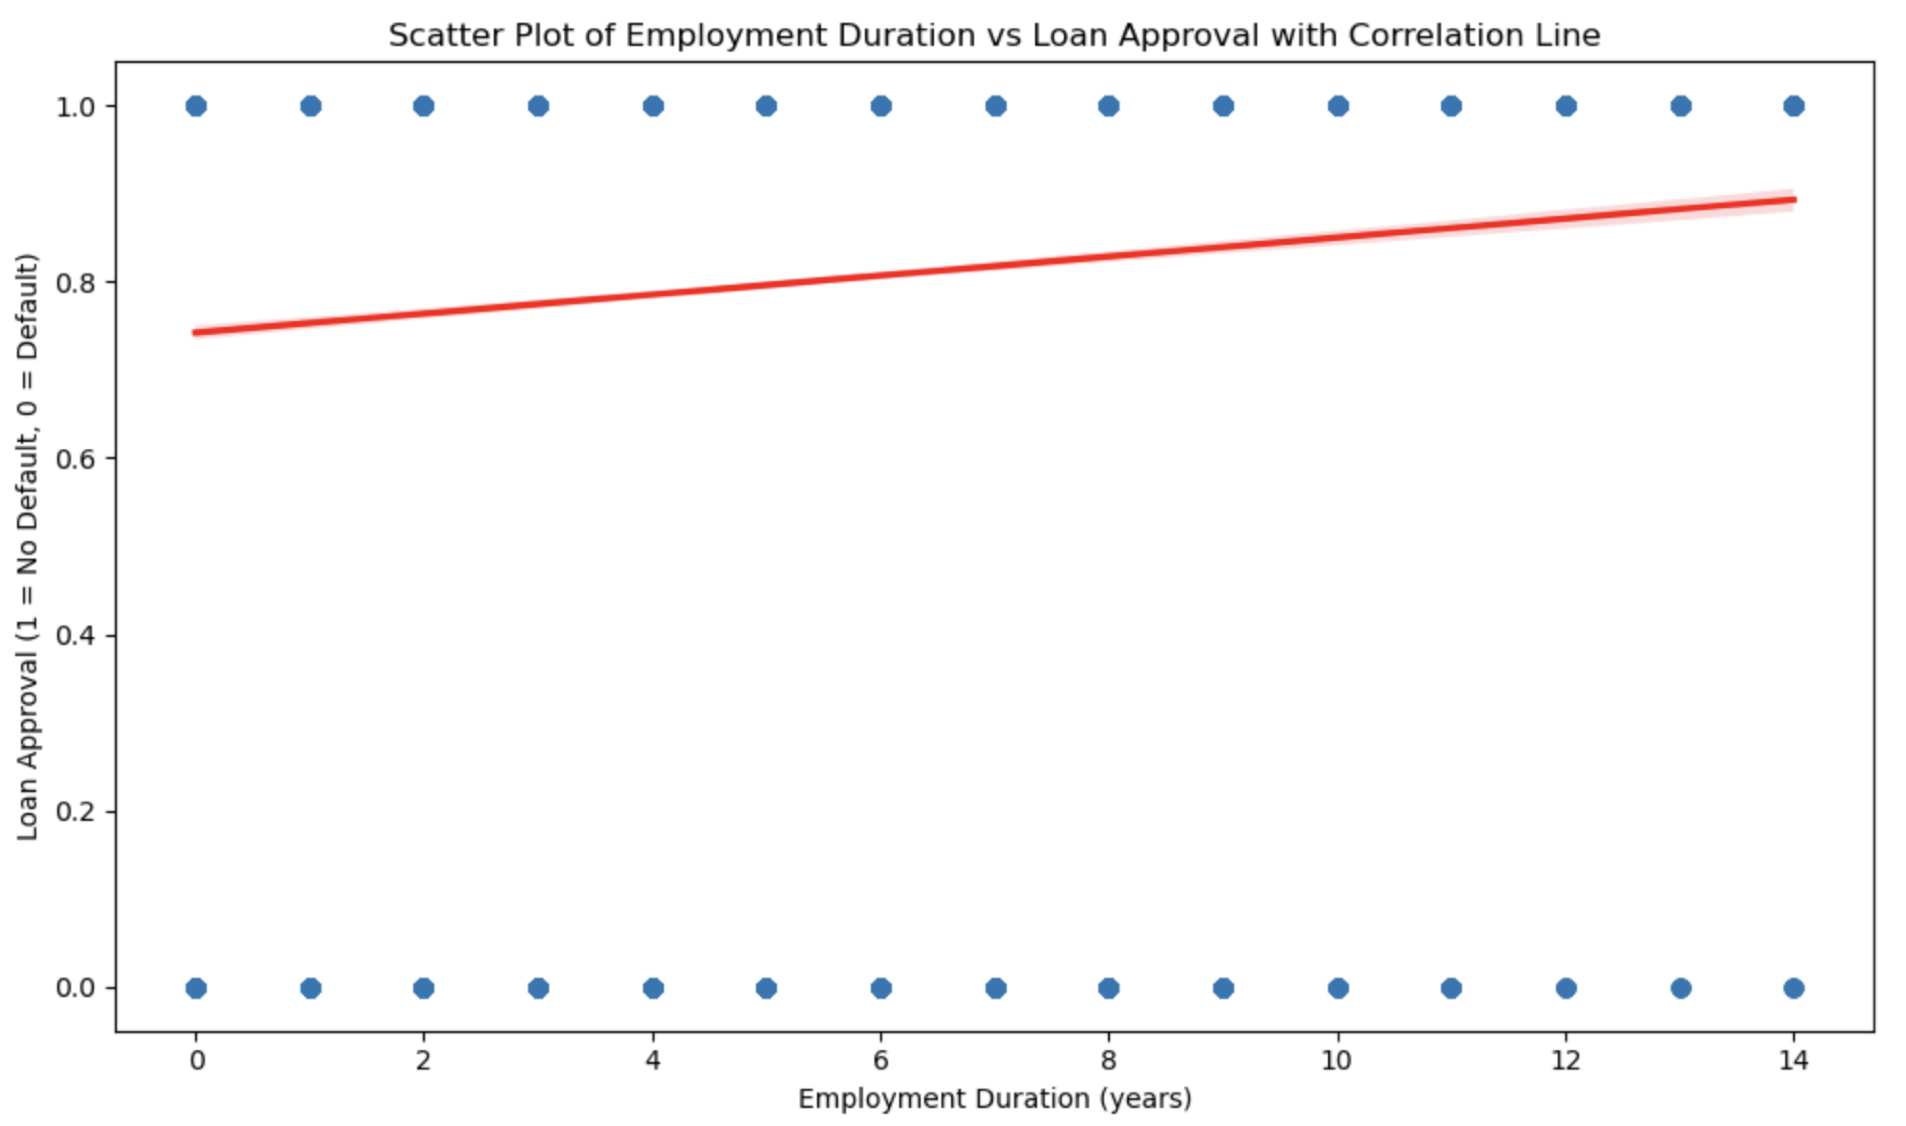 Scatter Plot of Employment Duration vs Loan Approval with Correlation Line
Loan Approval (1 = No Default, 0 = Default)
1.0
0.8
0.6
0.4
0.2
0.0
0 2 4 6 8 10 12 14
Employment Duration (years)